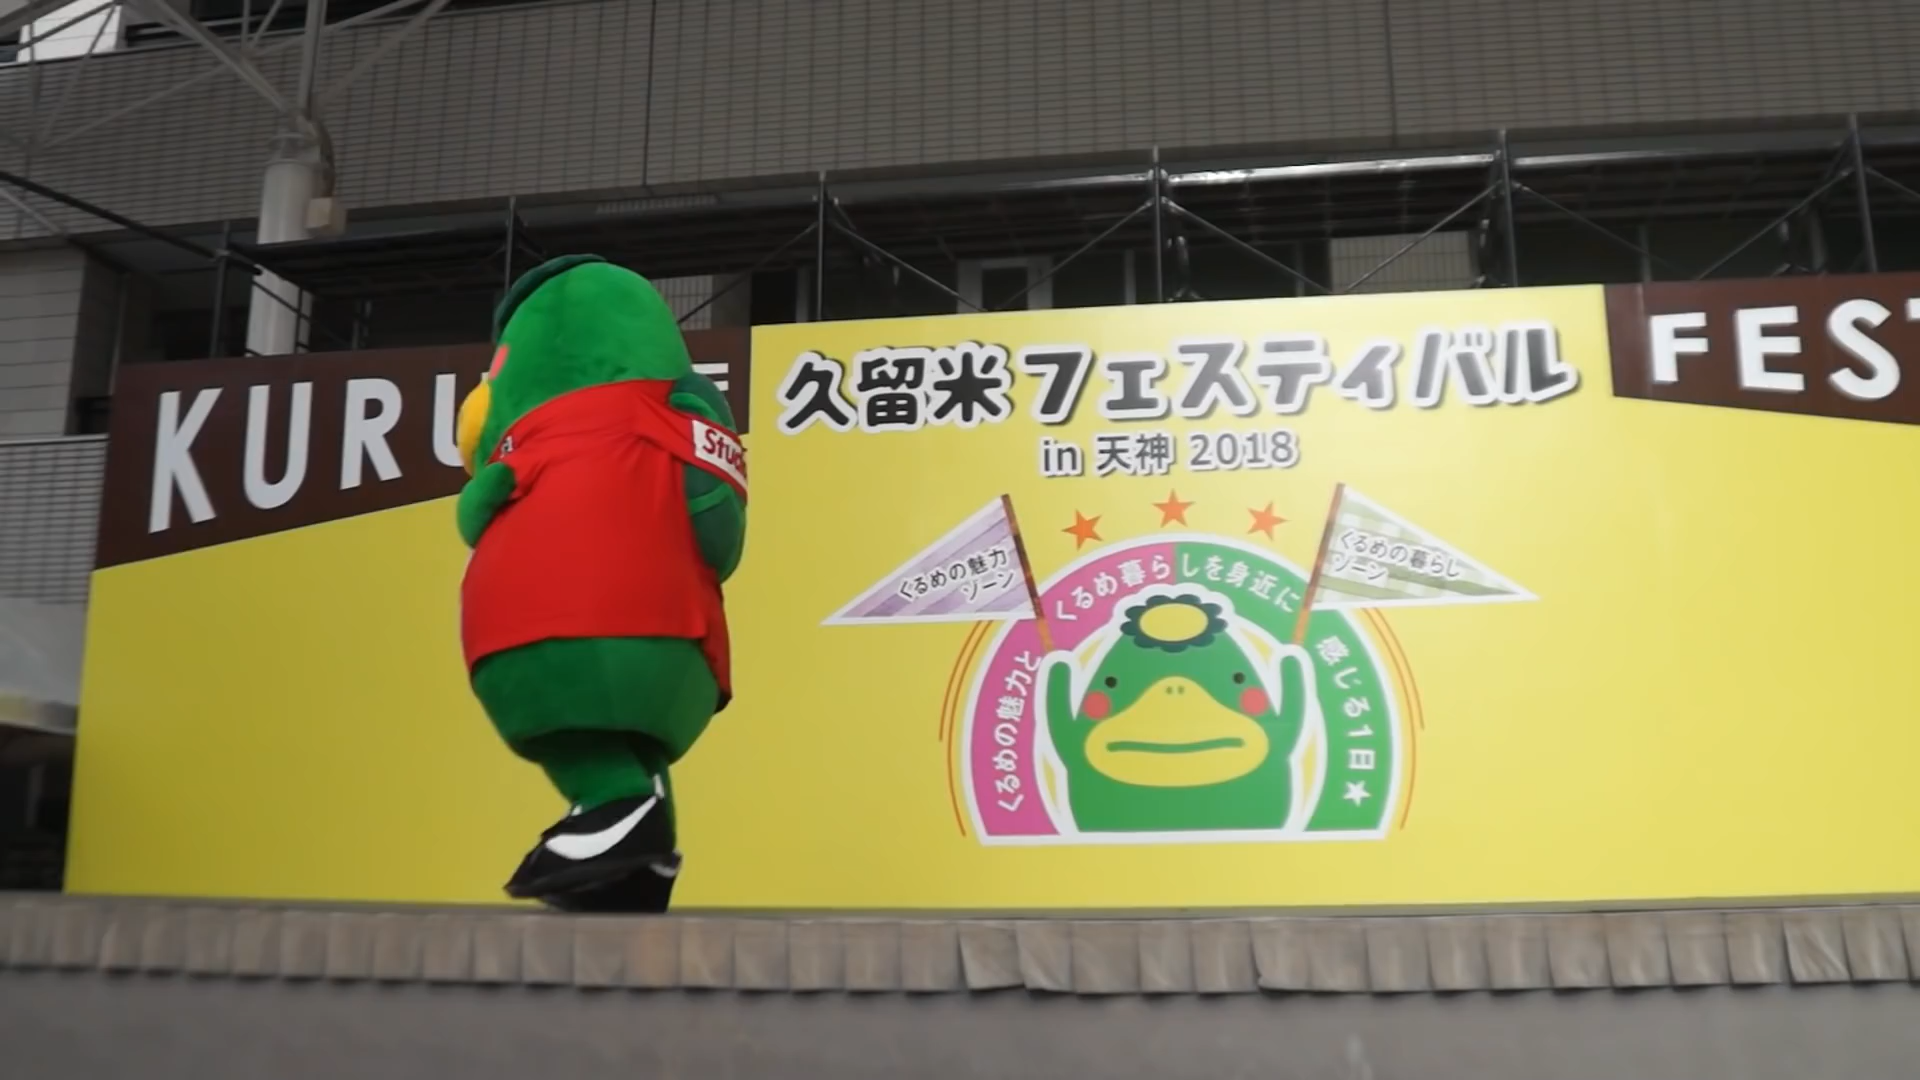 KURU
久留米フェスティバル
FES
in 天神 2018
くるめの魅力
ゾーン
くるめの暮らし
ゾーン
くるめの魅力と くるめ暮らしを身近に 感じる1日★